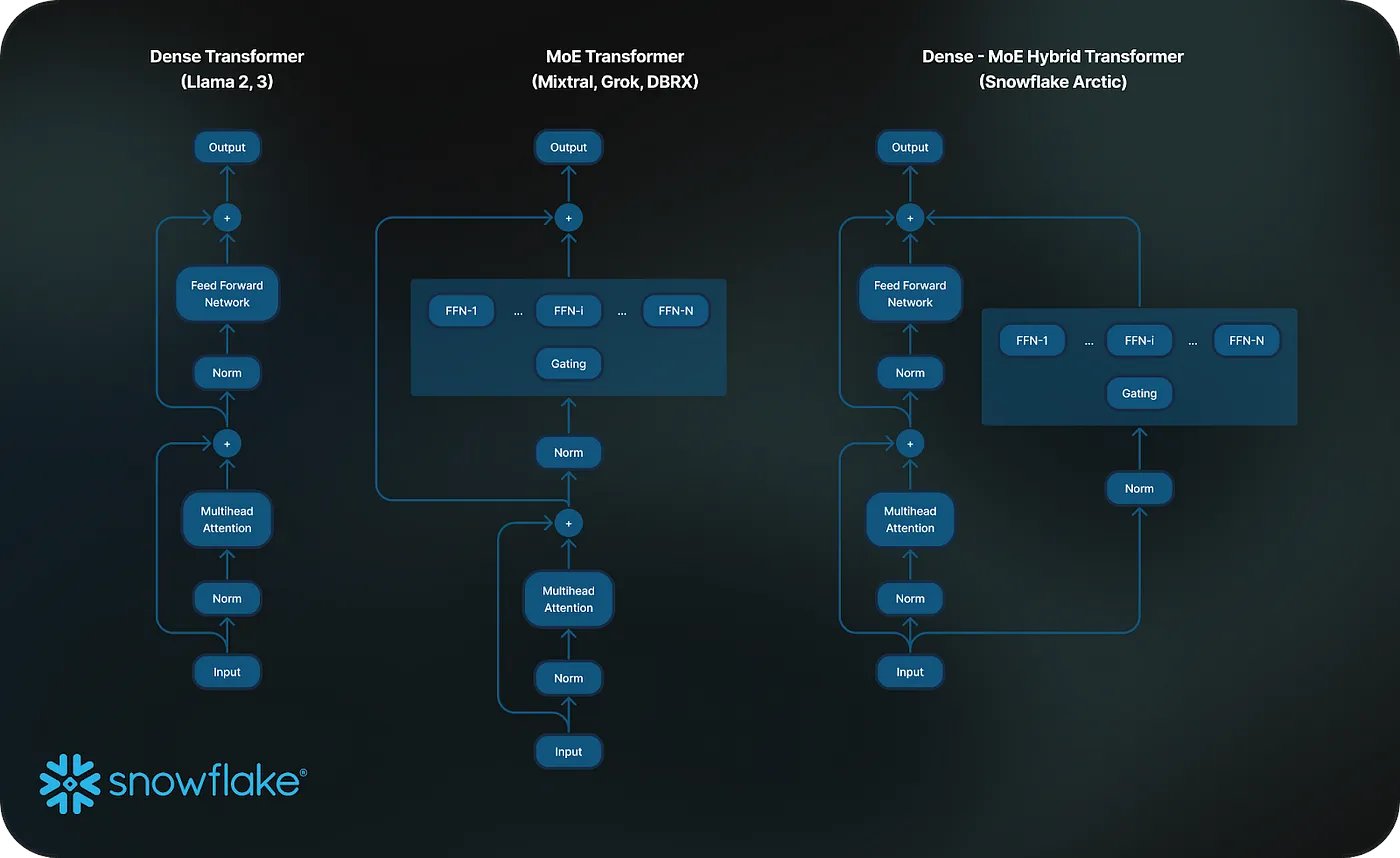 Dense Transformer
(Llama 2, 3)
Output
+
Feed Forward
Network
Norm
+
Multihead
Attention
Norm
Input
MoE Transformer
(Mixtral, Grok, DBRX)
Output
+
FFN-1 ... FFN-i ... FFN-N
Gating
Norm
+
Multihead
Attention
Norm
Input
Dense - MoE Hybrid Transformer
(Snowflake Arctic)
Output
+
Feed Forward
Network
Norm
+
Multihead
Attention
Norm
Input
FFN-1 ... FFN-i ... FFN-N
Gating
Norm
snowflake®